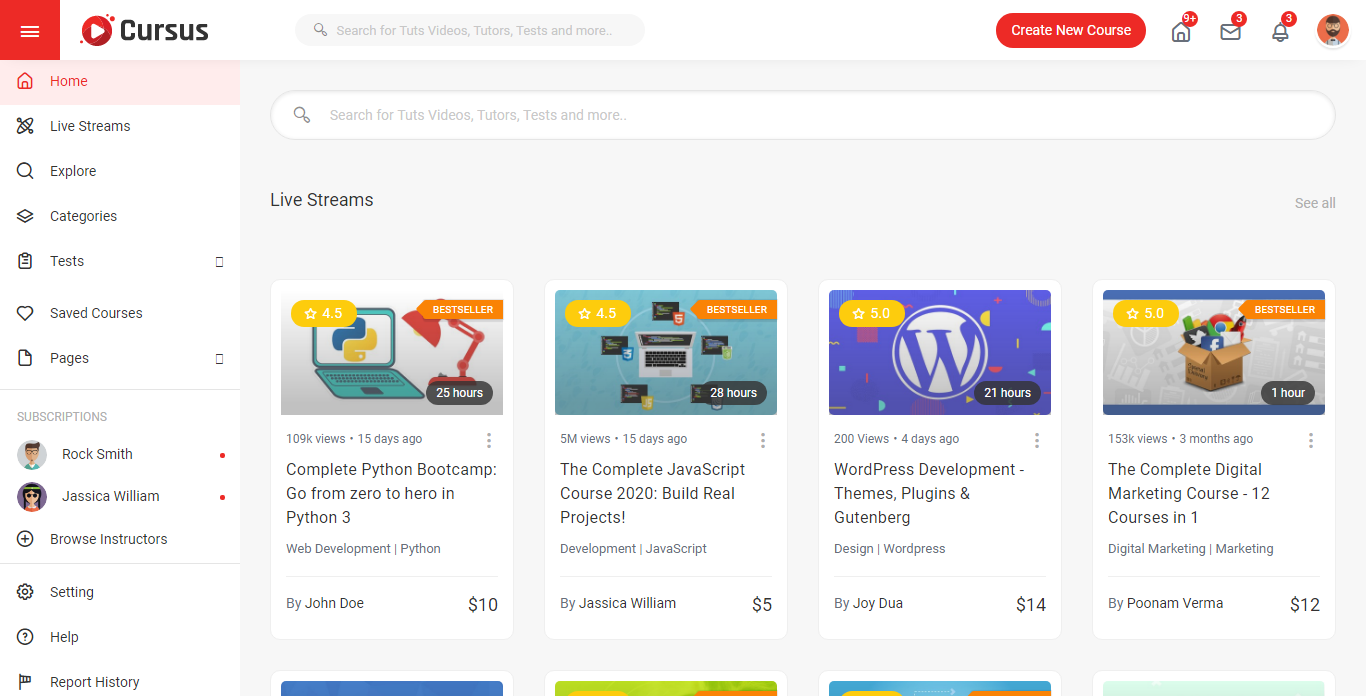 Cursus
Search for Tuts Videos, Tutors, Tests and more..
Create New Course
9+
3
3
Home
Live Streams
Explore
Categories
Tests
Saved Courses
Pages
SUBSCRIPTIONS
Rock Smith
Jassica William
Browse Instructors
Setting
Help
Report History
Search for Tuts Videos, Tutors, Tests and more..
Live Streams
See all
4.5
BESTSELLER
25 hours
109k views • 15 days ago
Complete Python Bootcamp:
Go from zero to hero in
Python 3
Web Development | Python
By John Doe
$10
4.5
BESTSELLER
28 hours
5M views • 15 days ago
The Complete JavaScript
Course 2020: Build Real
Projects!
Development | JavaScript
By Jassica William
$5
5.0
21 hours
200 Views • 4 days ago
WordPress Development -
Themes, Plugins &
Gutenberg
Design | Wordpress
By Joy Dua
$14
5.0
BESTSELLER
1 hour
153k views • 3 months ago
The Complete Digital
Marketing Course - 12
Courses in 1
Digital Marketing | Marketing
By Poonam Verma
$12